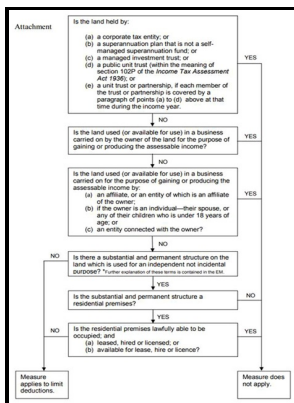 Attachment
Is the land held by:
(a) a corporate tax entity; or
(b) a superannuation plan that is not a self-
managed superannuation fund; or
(c) a managed investment trust; or
(d) a public unit trust (within the meaning of
section 102P of the Income Tax Assessment
Act 1936); or
(e) a unit trust or partnership, if each member
of the trust or partnership is covered by a
paragraph of points (a) to (d) above at that
time during the income year.
YES
NO
Is the land used (or available for use) in a business
carried on by the owner of the land for the purpose of
gaining or producing the assessable income?
YES
NO
Is the land used (or available for use) in a business
carried on for the purpose of gaining or producing the
assessable income by:
(a) an affiliate, or an entity of which is an affiliate
of the owner;
(b) if the owner is an individual—their spouse, or
any of their children who is under 18 years of
age; or
(c) an entity connected with the owner?
YES
NO
NO
Is there a substantial and permanent structure on the
land which is used for an independent not incidental
purpose? *Further explanation of these terms is contained in the EM.
YES
Is the substantial and permanent structure a
residential premises?
NO
YES
NO
Is the residential premises lawfully able to be
occupied; and
(a) leased, hired or licensed; or
(b) available for lease, hire or licence?
YES
Measure
applies to limit
deductions.
Measure does
not apply.